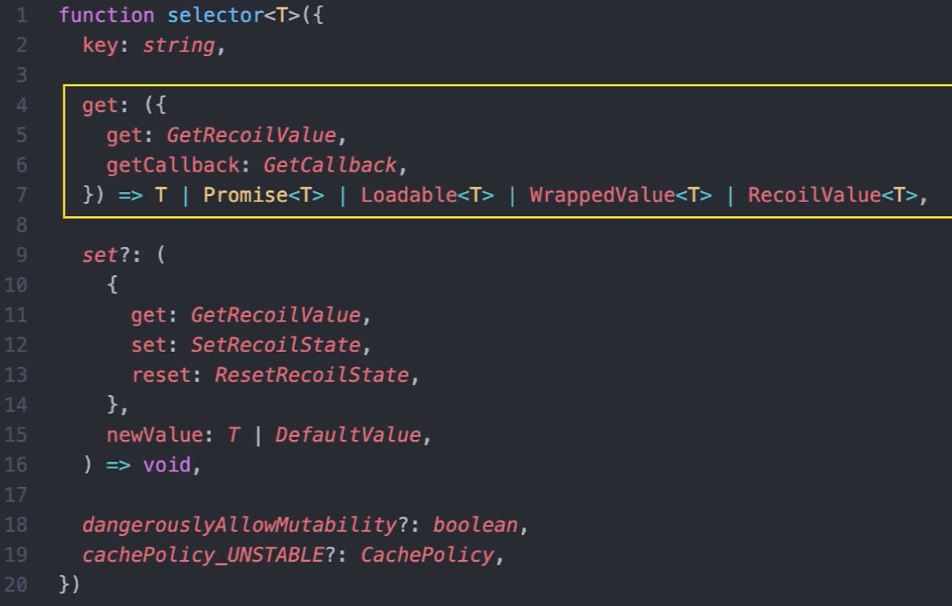 1 function selector<T>({
2 key: string,
3
4 get: ({
5 get: GetRecoilValue,
6 getCallback: GetCallback,
7 }) => T | Promise<T> | Loadable<T> | WrappedValue<T> | RecoilValue<T>,
8
9 set?: (
10 {
11 get: GetRecoilValue,
12 set: SetRecoilState,
13 reset: ResetRecoilState,
14 },
15 newValue: T | DefaultValue,
16 ) => void,
17
18 dangerouslyAllowMutability?: boolean,
19 cachePolicy_UNSTABLE?: CachePolicy,
20 })